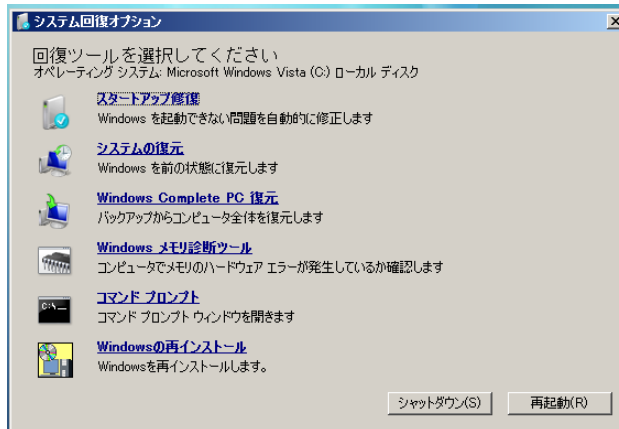 システム回復オプション
回復ツールを選択してください
オペレーティング システム: Microsoft Windows Vista (C:) ローカル ディスク
スタートアップ修復
Windows を起動できない問題を自動的に修正します
システムの復元
Windows を前の状態に復元します
Windows Complete PC 復元
バックアップからコンピュータ全体を復元します
Windows メモリ診断ツール
コンピュータでメモリのハードウェア エラーが発生しているか確認します
C:\_
コマンド プロンプト
コマンド プロンプト ウィンドウを開きます
Windowsの再インストール
Windowsを再インストールします。
シャットダウン(S)
再起動(R)